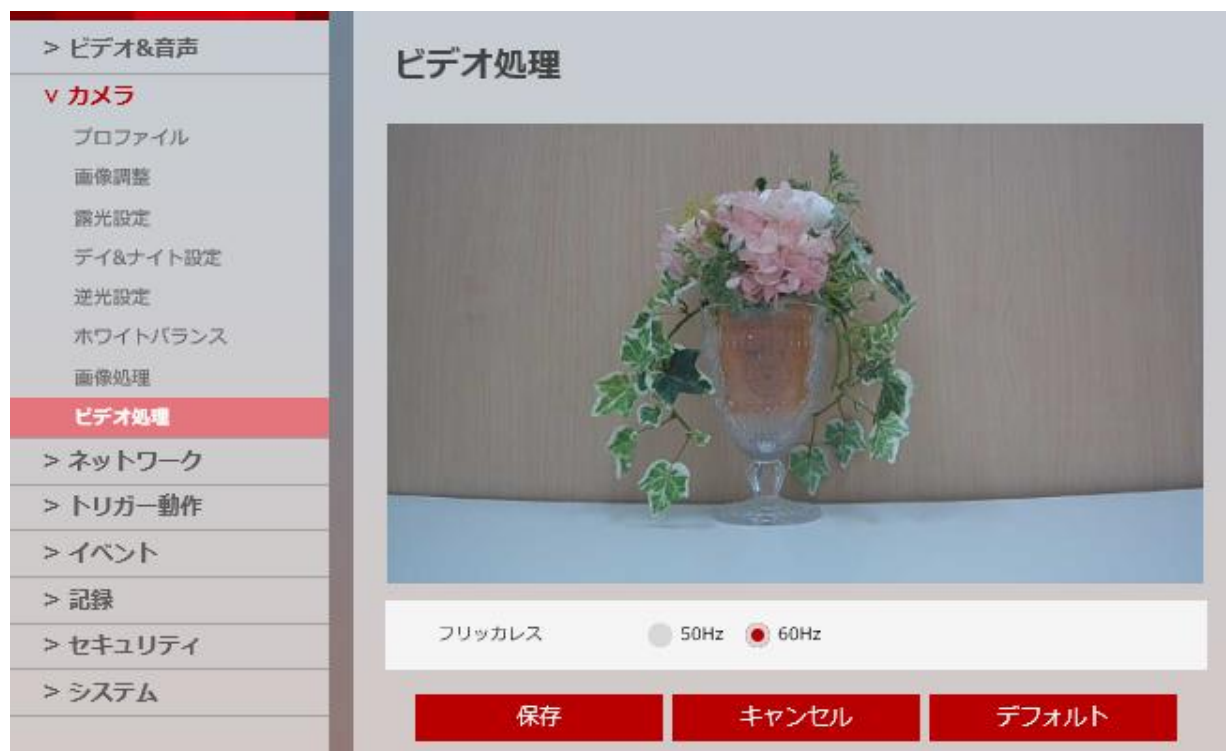 > ビデオ&音声
v カメラ
プロファイル
画像調整
露光設定
デイ&ナイト設定
逆光設定
ホワイトバランス
画像処理
ビデオ処理
> ネットワーク
> トリガー動作
> イベント
> 記録
> セキュリティ
> システム
ビデオ処理
フリッカレス 50Hz 60Hz
保存 キャンセル デフォルト